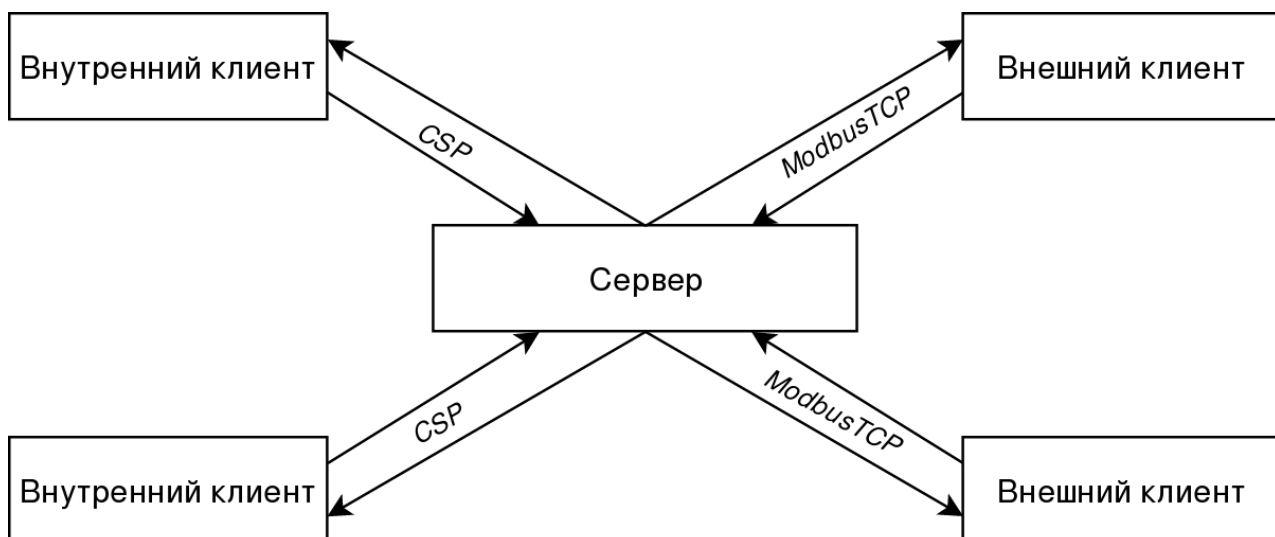 Внутренний клиент
Внешний клиент
CSP
ModbusTCP
Сервер
CSP
ModbusTCP
Внутренний клиент
Внешний клиент